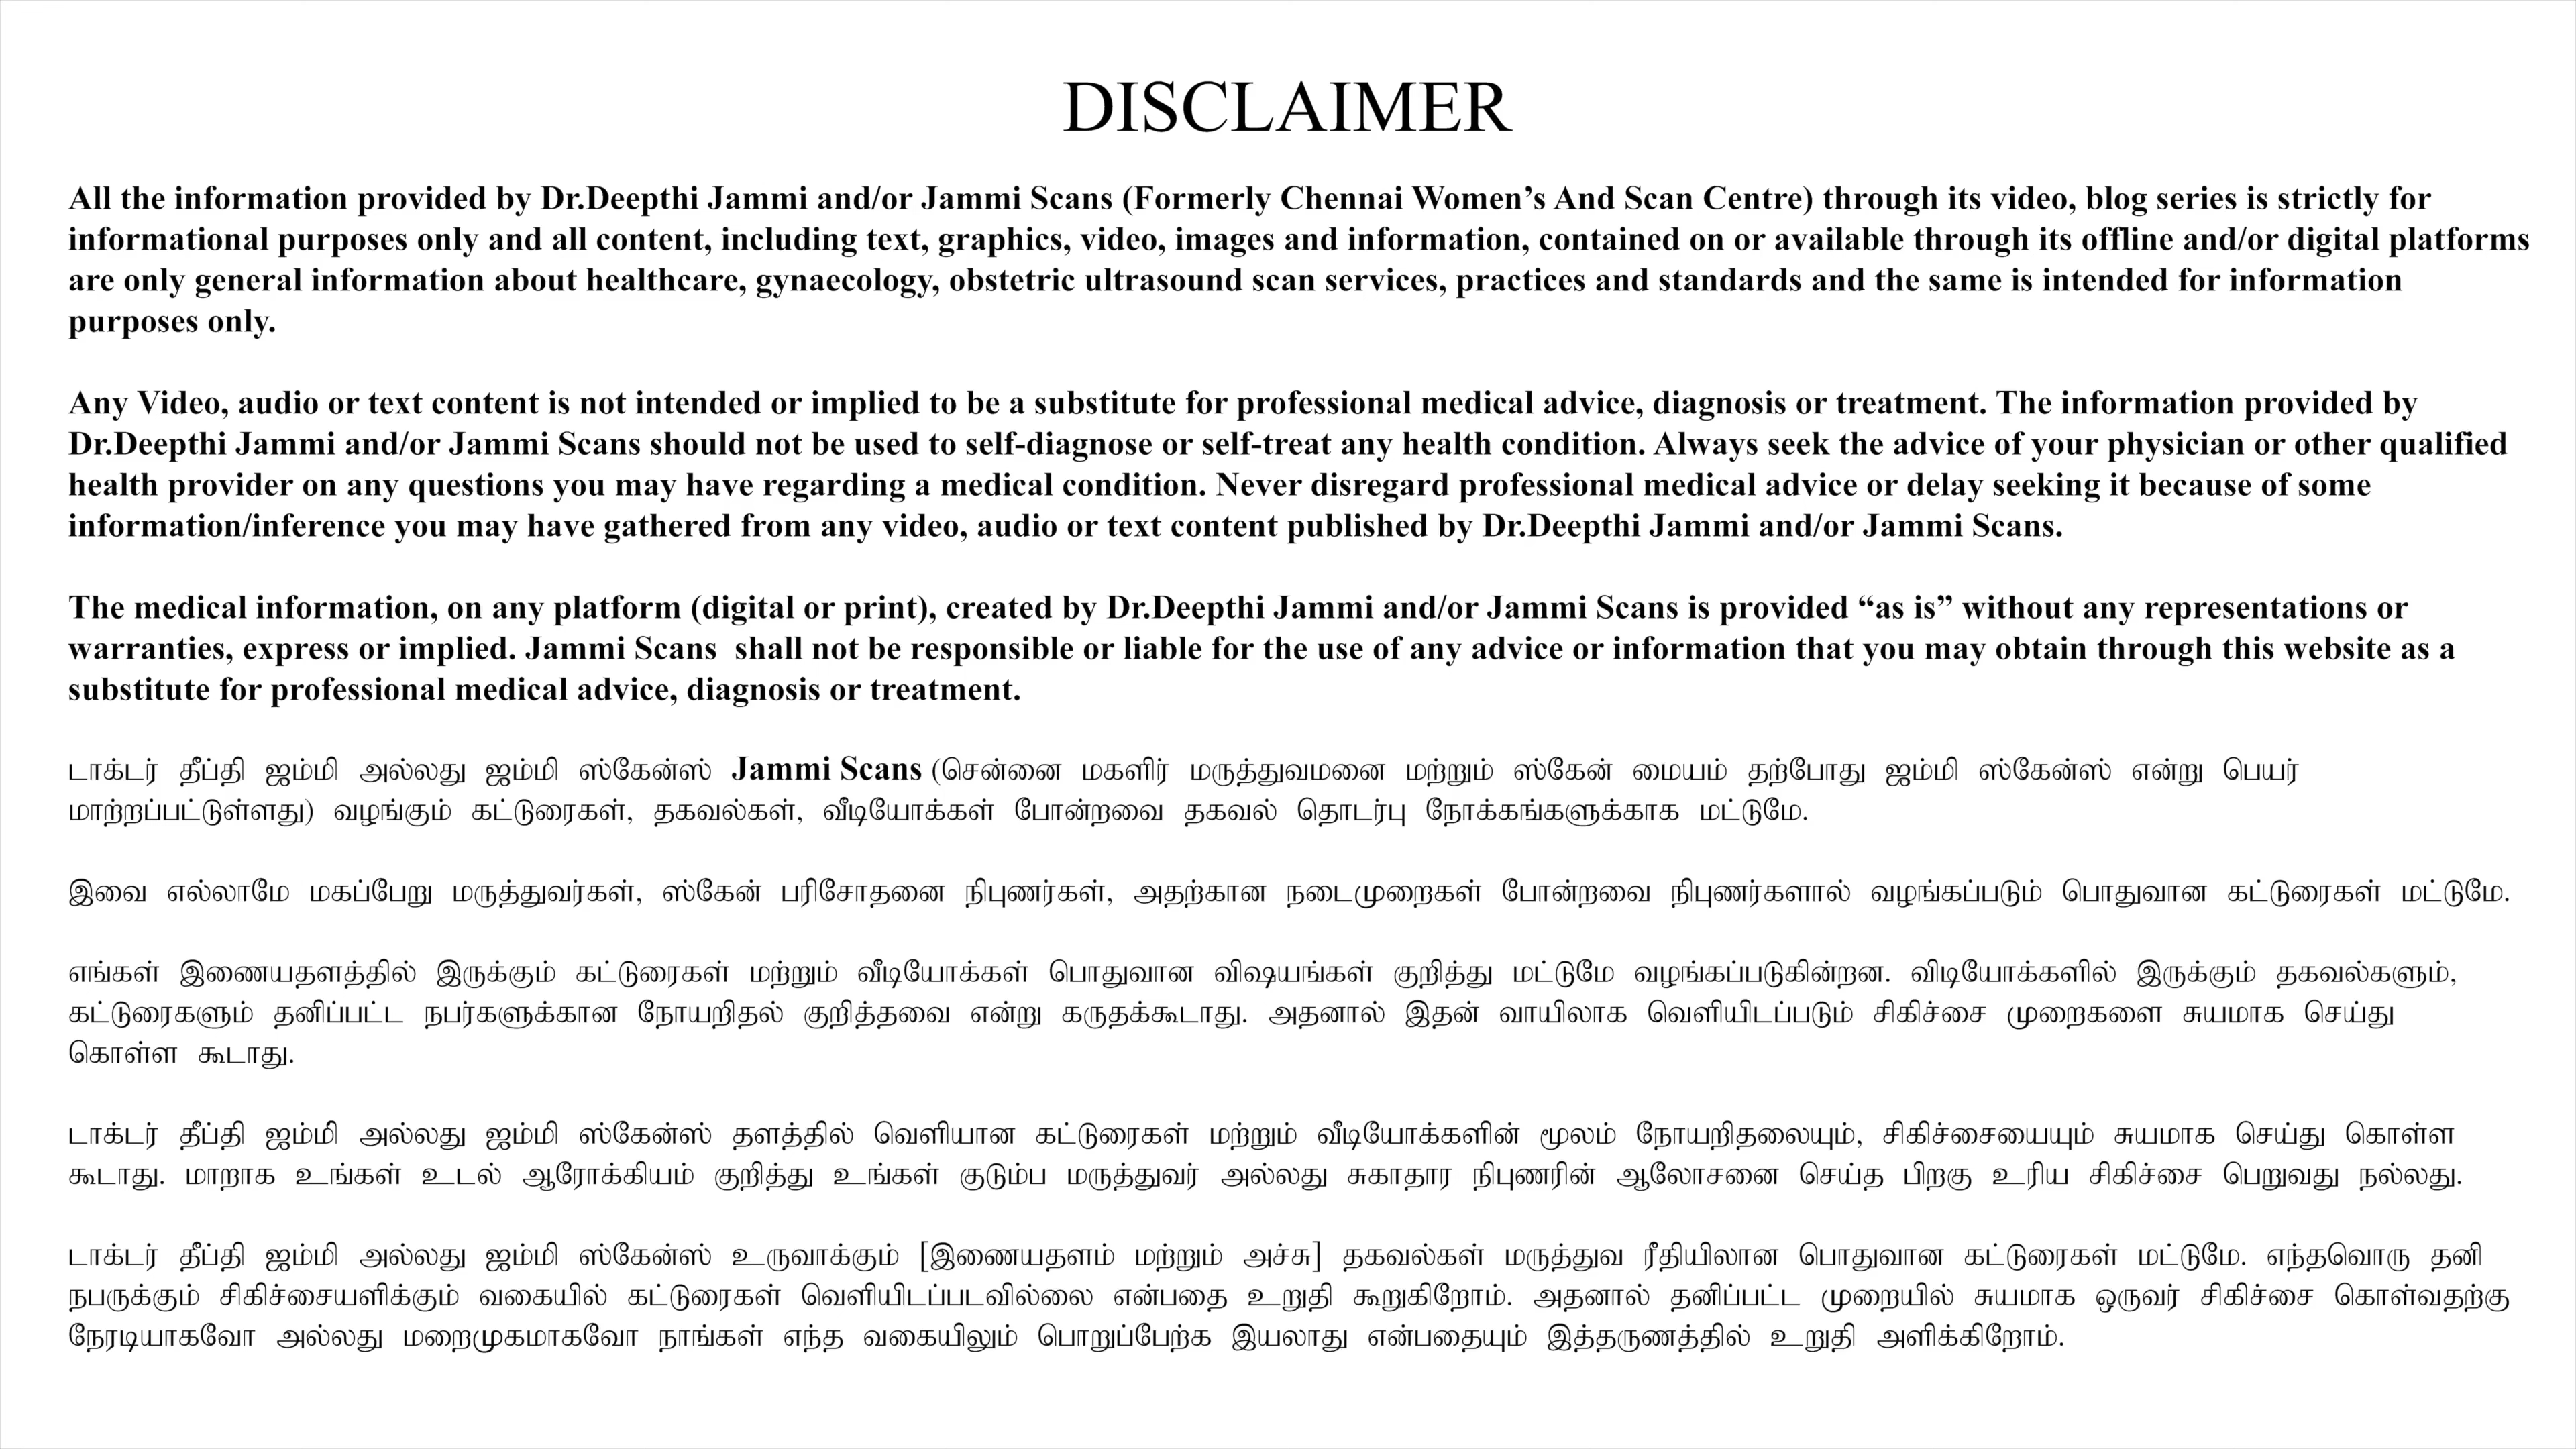 DISCLAIMER
All the information provided by Dr.Deepthi Jammi and/or Jammi Scans (Formerly Chennai Women’s And Scan Centre) through its video, blog series is strictly for
informational purposes only and all content, including text, graphics, video, images and information, contained on or available through its offline and/or digital platforms
are only general information about healthcare, gynaecology, obstetric ultrasound scan services, practices and standards and the same is intended for information
purposes only.
Any Video, audio or text content is not intended or implied to be a substitute for professional medical advice, diagnosis or treatment. The information provided by
Dr.Deepthi Jammi and/or Jammi Scans should not be used to self-diagnose or self-treat any health condition. Always seek the advice of your physician or other qualified
health provider on any questions you may have regarding a medical condition. Never disregard professional medical advice or delay seeking it because of some
information/inference you may have gathered from any video, audio or text content published by Dr.Deepthi Jammi and/or Jammi Scans.
The medical information, on any platform (digital or print), created by Dr.Deepthi Jammi and/or Jammi Scans is provided “as is” without any representations or
warranties, express or implied. Jammi Scans shall not be responsible or liable for the use of any advice or information that you may obtain through this website as a
substitute for professional medical advice, diagnosis or treatment.
டாக்டர் தீப்தி ஜம்மி அல்லது ஜம்மி ஸ்கேன்ஸ் Jammi Scans (சென்னை மகளிர் மருத்துவமனை மற்றும் ஸ்கேன் மையம் தற்போது ஜம்மி ஸ்கேன்ஸ் என்று பெயர்
மாற்றப்பட்டுள்ளது) வழங்கும் கட்டுரைகள், தகவல்கள், வீடியோக்கள் போன்றவை தகவல் தொடர்பு நோக்கங்களுக்காக மட்டுமே.
இவை எல்லாமே மகப்பேறு மருத்துவர்கள், ஸ்கேன் பரிசோதனை நிபுணர்கள், அதற்கான நடைமுறைகள் போன்றவை நிபுணர்களால் வழங்கப்படும் பொதுவான கட்டுரைகள் மட்டுமே.
எங்கள் இணையதளத்தில் இருக்கும் கட்டுரைகள் மற்றும் வீடியோக்கள் பொதுவான விஷயங்கள் குறித்து மட்டுமே வழங்கப்படுகின்றன. விடியோக்களில் இருக்கும் தகவல்களும்,
கட்டுரைகளும் தனிப்பட்ட நபர்களுக்கான நோயறிதல் குறித்தவை என்று கருதக்கூடாது. அதனால் இதன் வாயிலாக வெளியிடப்படும் சிகிச்சை முறைகளை சுயமாக செய்து
கொள்ள கூடாது.
டாக்டர் தீப்தி ஜம்மி அல்லது ஜம்மி ஸ்கேன்ஸ் தளத்தில் வெளியான கட்டுரைகள் மற்றும் வீடியோக்களின் மூலம் நோயறிதலையும், சிகிச்சையையும் சுயமாக செய்து கொள்ள
கூடாது. மாறாக உங்கள் உடல் ஆரோக்கியம் குறித்து உங்கள் குடும்ப மருத்துவர் அல்லது சுகாதார நிபுணரின் ஆலோசனை செய்த பிறகு உரிய சிகிச்சை பெறுவது நல்லது.
டாக்டர் தீப்தி ஜம்மி அல்லது ஜம்மி ஸ்கேன்ஸ் உருவாக்கும் [இணையதளம் மற்றும் அச்சு] தகவல்கள் மருத்துவ ரீதியிலான பொதுவான கட்டுரைகள் மட்டுமே. எந்தவொரு தனி
நபருக்கும் சிகிச்சையளிக்கும் வகையில் கட்டுரைகள் வெளியிடப்படவில்லை என்பதை உறுதி கூறுகிறோம். அதனால் தனிப்பட்ட முறையில் சுயமாக ஒருவர் சிகிச்சை கொள்வதற்கு
நேரடியாகவோ அல்லது மறைமுகமாகவோ நாங்கள் எந்த வகையிலும் பொறுப்பேற்க இயலாது என்பதையும் இத்தருணத்தில் உறுதி அளிக்கிறோம்.